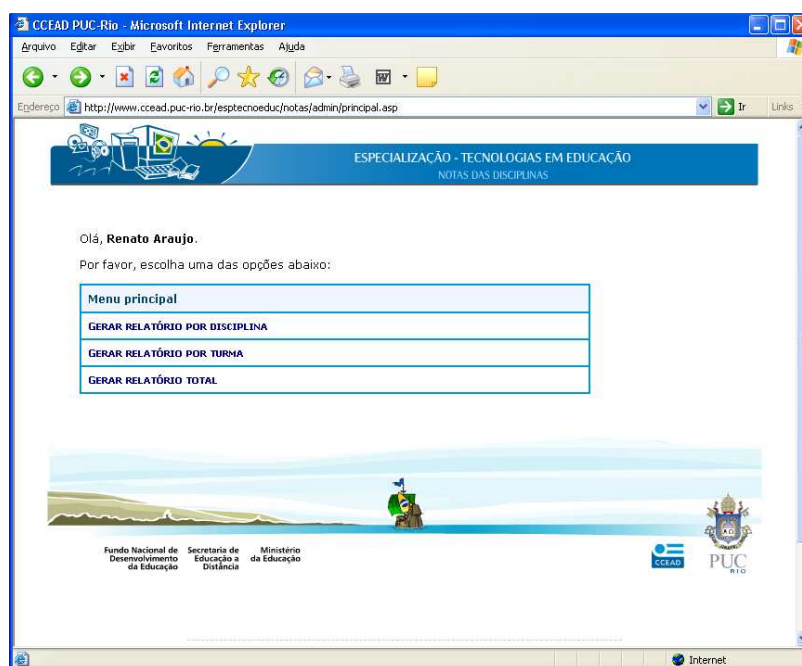 CCEAD PUC-Rio - Microsoft Internet Explorer
Arquivo Editar Exibir Favoritos Ferramentas Ajuda
Endereço http://www.ccead.puc-rio.br/esptecnoeduc/notas/admin/principal.asp Ir Links
ESPECIALIZAÇÃO - TECNOLOGIAS EM EDUCAÇÃO
NOTAS DAS DISCIPLINAS
Olá, Renato Araujo.
Por favor, escolha uma das opções abaixo:
Menu principal
GERAR RELATÓRIO POR DISCIPLINA
GERAR RELATÓRIO POR TURMA
GERAR RELATÓRIO TOTAL
Fundo Nacional de Secretaria de Ministério
Desenvolvimento Educação a da Educação
da Educação Distância
CCEAD
PUC
RIO
Internet